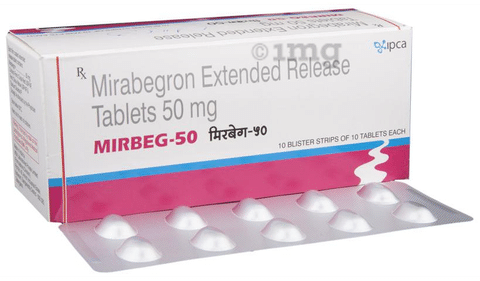 ©1mg
ipca
Rx Mirabegron Extended Release
Tablets 50 mg
MIRBEG-50 मिरबेग-५०
10 BLISTER STRIPS OF 10 TABLETS EACH